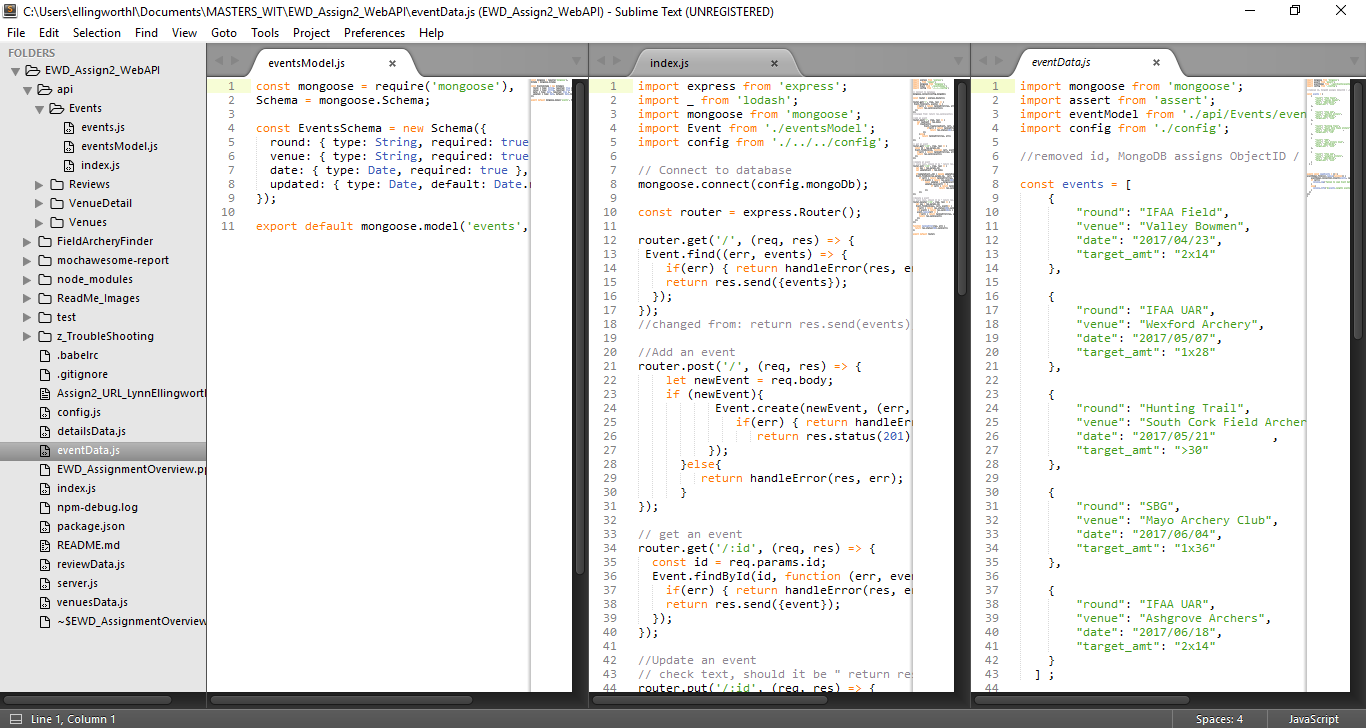 C:\Users\ellingworthl\Documents\MASTERS_WIT\EWD_Assign2_WebAPI\eventData.js (EWD_Assign2_WebAPI) - Sublime Text (UNREGISTERED)
File Edit Selection Find View Goto Tools Project Preferences Help
FOLDERS
EWD_Assign2_WebAPI
api
Events
events.js
eventsModel.js
index.js
Reviews
VenueDetail
Venues
FieldArcheryFinder
mochawesome-report
node_modules
ReadMe_Images
test
z_TroubleShooting
.babelrc
.gitignore
Assign2_URL_LynnEllingwortl
config.js
detailsData.js
eventData.js
EWD_AssignmentOverview.pp
index.js
npm-debug.log
package.json
README.md
reviewData.js
server.js
venuesData.js
~$EWD_AssignmentOverview
eventsModel.js
1 const mongoose = require('mongoose'),
2 Schema = mongoose.Schema;
3
4 const EventsSchema = new Schema({
5 round: { type: String, required: true
6 venue: { type: String, required: true
7 date: { type: Date, required: true },
8 updated: { type: Date, default: Date.
9 });
10
11 export default mongoose.model('events',
index.js
1 import express from 'express';
2 import _ from 'lodash';
3 import mongoose from 'mongoose';
4 import Event from './eventsModel';
5 import config from './../../config';
6
7 // Connect to database
8 mongoose.connect(config.mongoDb);
9
10 const router = express.Router();
11
12 router.get('/', (req, res) => {
13 Event.find((err, events) => {
14 if(err) { return handleError(res, e
15 return res.send({events});
16 });
17 });
18 //changed from: return res.send(events)
19
20 //Add an event
21 router.post('/', (req, res) => {
22 let newEvent = req.body;
23 if (newEvent){
24 Event.create(newEvent, (err,
25 if(err) { return handleEr
26 return res.status(201)
27 });
28 }else{
29 return handleError(res, err);
30 }
31 });
32
33 // get an event
34 router.get('/:id', (req, res) => {
35 const id = req.params.id;
36 Event.findById(id, function (err, eve
37 if(err) { return handleError(res, e
38 return res.send({event});
39 });
40 });
41
42 //Update an event
43 // check text, should it be " return re
44 router.put('/:id', (req, res) => {
eventData.js
1 import mongoose from 'mongoose';
2 import assert from 'assert';
3 import eventModel from './api/Events/even
4 import config from './config';
5
6 //removed id, MongoDB assigns ObjectID /
7
8 const events = [
9 {
10 "round": "IFAA Field",
11 "venue": "Valley Bowmen",
12 "date": "2017/04/23",
13 "target_amt": "2x14"
14 },
15
16 {
17 "round": "IFAA UAR",
18 "venue": "Wexford Archery",
19 "date": "2017/05/07",
20 "target_amt": "1x28"
21 },
22
23 {
24 "round": "Hunting Trail",
25 "venue": "South Cork Field Archer
26 "date": "2017/05/21" ,
27 "target_amt": ">30"
28 },
29
30 {
31 "round": "SBG",
32 "venue": "Mayo Archery Club",
33 "date": "2017/06/04",
34 "target_amt": "1x36"
35 },
36
37 {
38 "round": "IFAA UAR",
39 "venue": "Ashgrove Archers",
40 "date": "2017/06/18",
41 "target_amt": "2x14"
42 }
43 ] ;
44
Line 1, Column 1
Spaces: 4
JavaScript